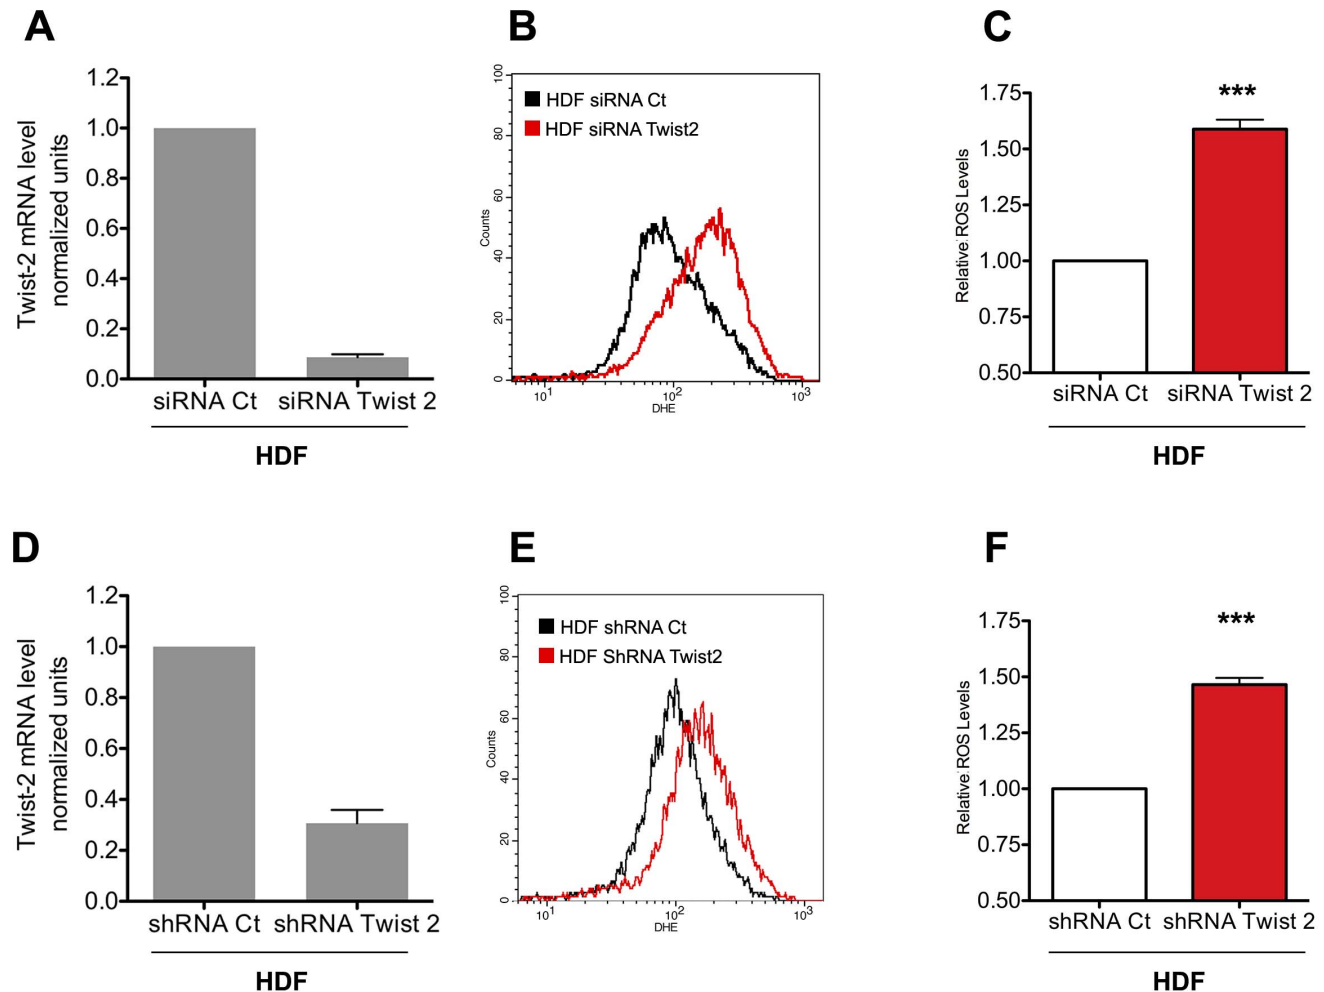 A
Twist-2 mRNA level
normalized units
1.2
1.0
0.8
0.6
0.4
0.2
0.0
siRNA Ct siRNA Twist 2
HDF
B
HDF siRNA Ct
HDF siRNA Twist2
Counts
100
80
60
40
20
0
10¹ 10² 10³
DHE
C
***
Relative ROS Levels
1.75
1.50
1.25
1.00
0.75
0.50
siRNA Ct siRNA Twist 2
HDF
D
Twist-2 mRNA level
normalized units
1.2
1.0
0.8
0.6
0.4
0.2
0.0
shRNA Ct shRNA Twist 2
HDF
E
HDF shRNA Ct
HDF ShRNA Twist2
Counts
100
80
60
40
20
0
10¹ 10² 10³
DHE
F
***
Relative ROS Levels
1.75
1.50
1.25
1.00
0.75
0.50
shRNA Ct shRNA Twist 2
HDF